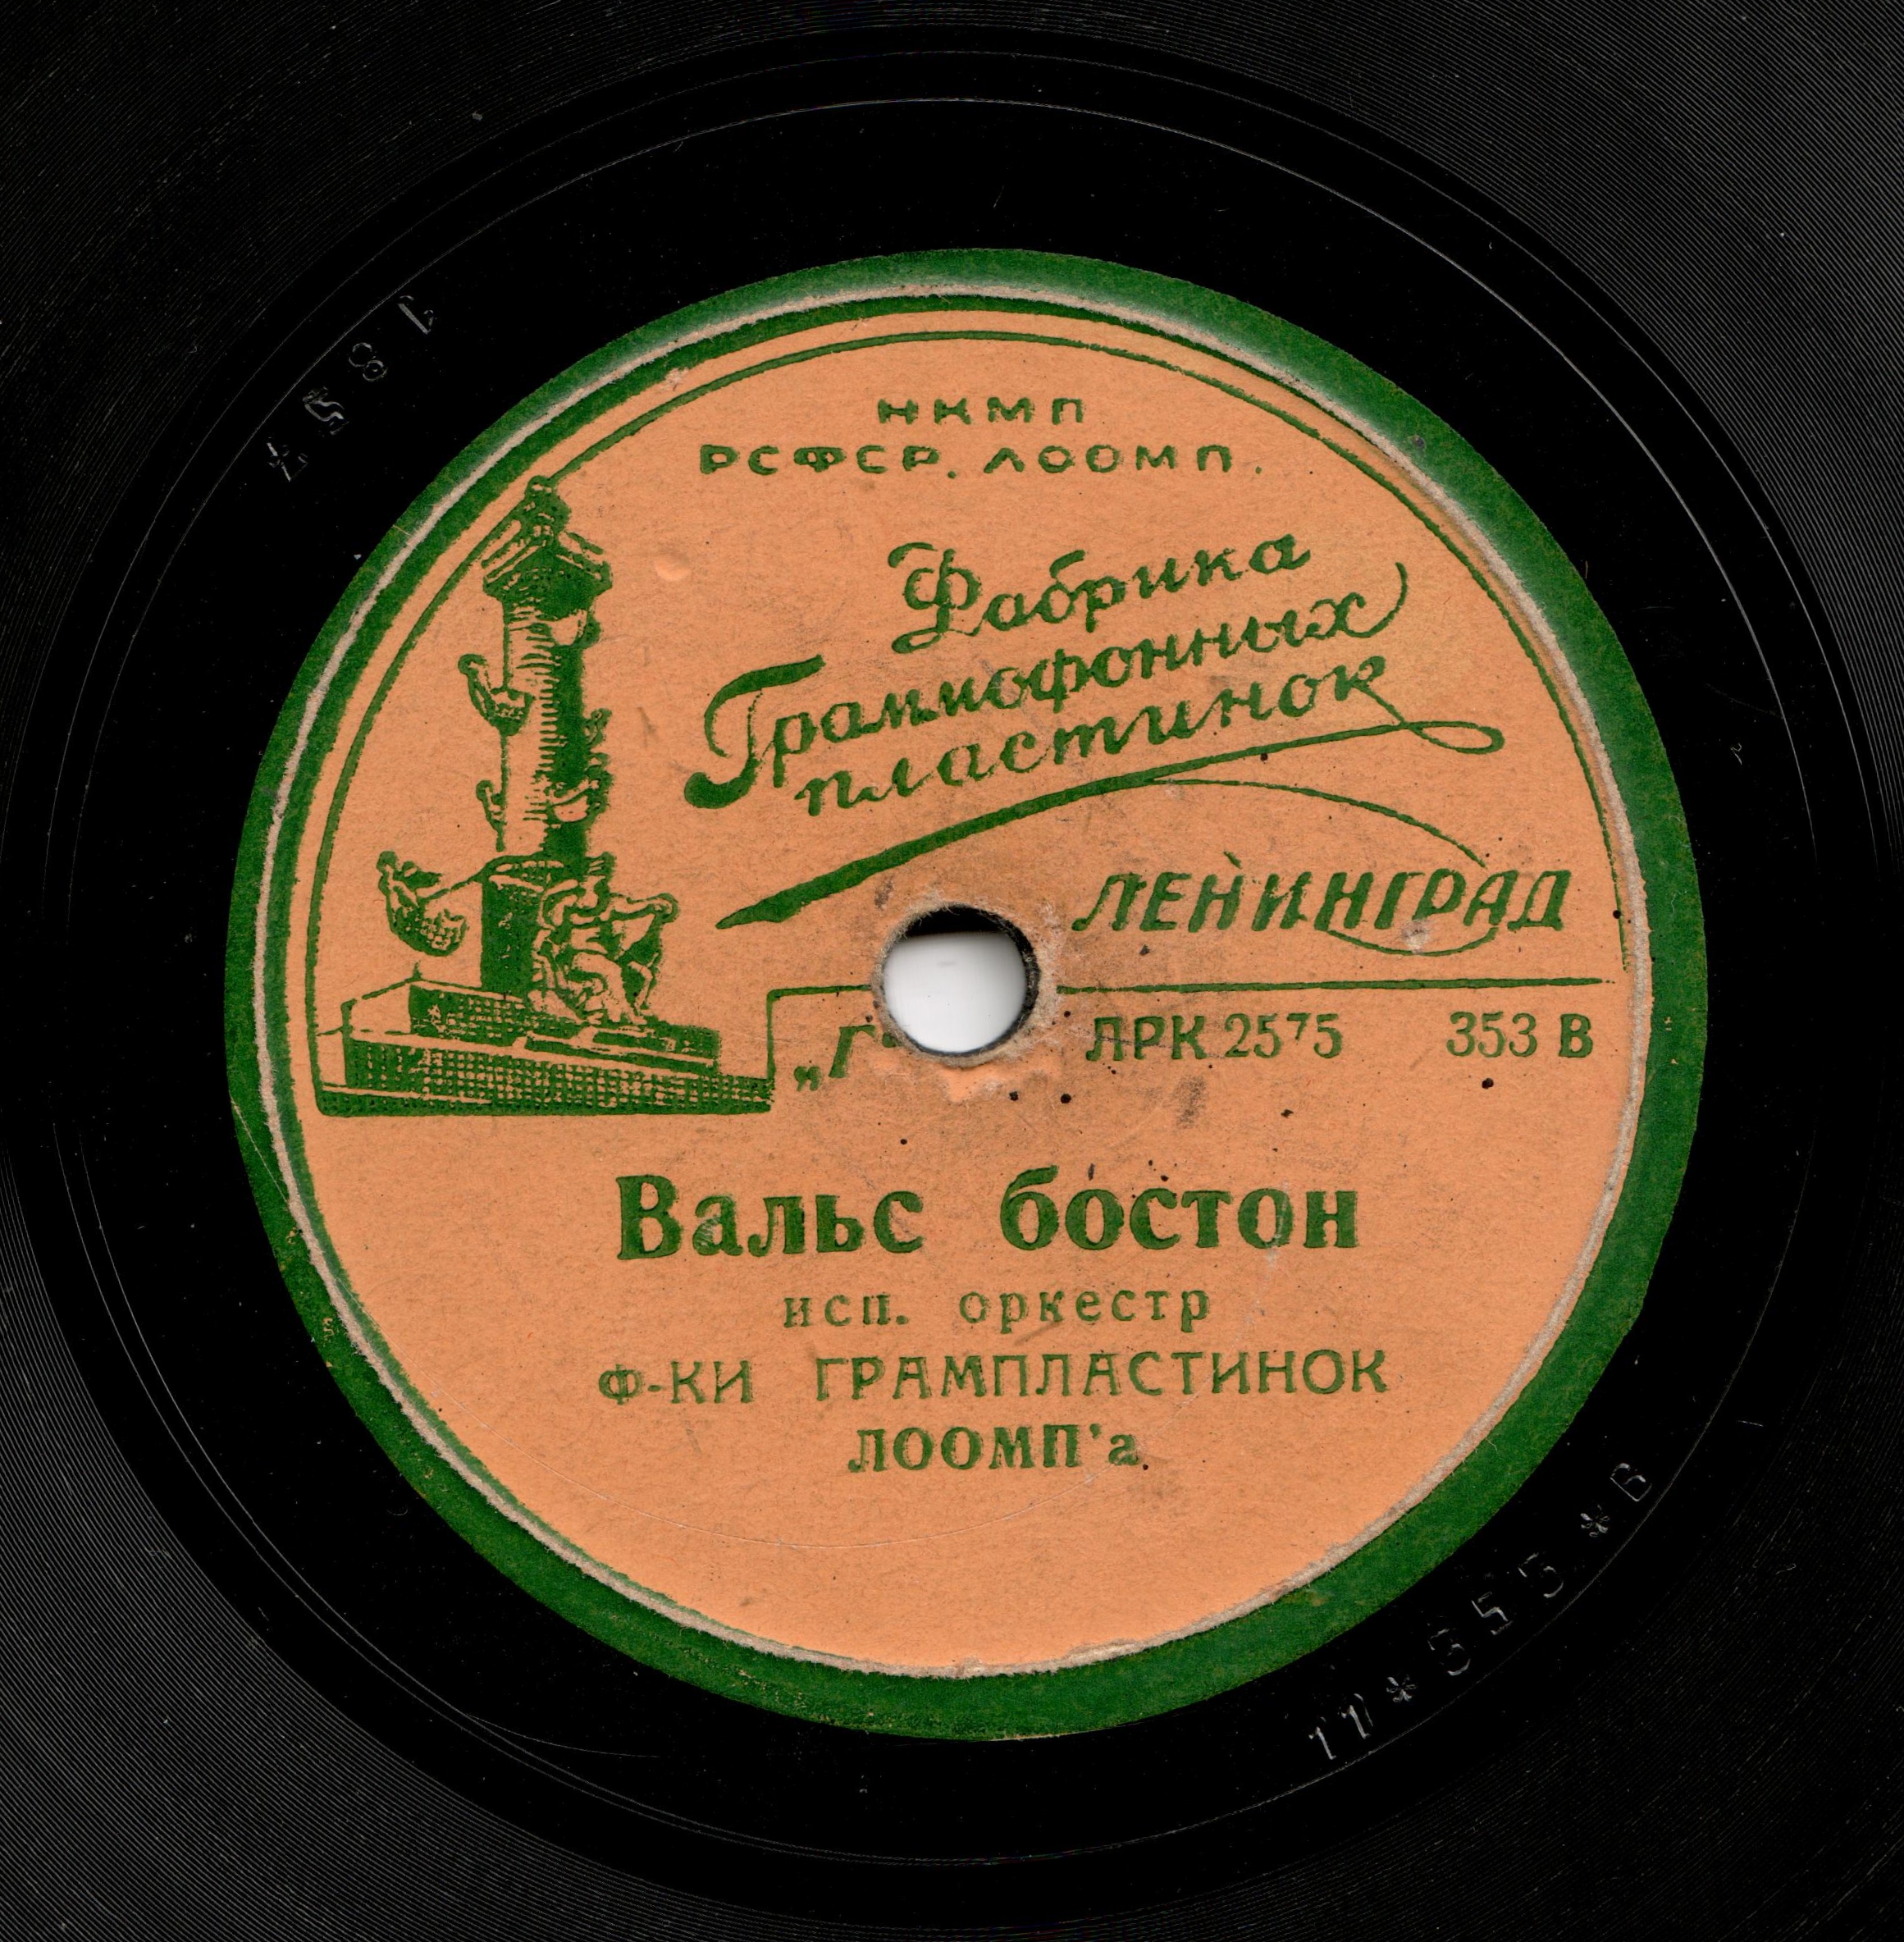 НКМП
РСФСР. ЛООМП.
Фабрика
Граммофонных
пластинок
ЛЕНИНГРАД
„Г“ ЛРК 2575 353 В
Вальс бостон
исп. оркестр
Ф-КИ ГРАМПЛАСТИНОК
ЛООМП'а